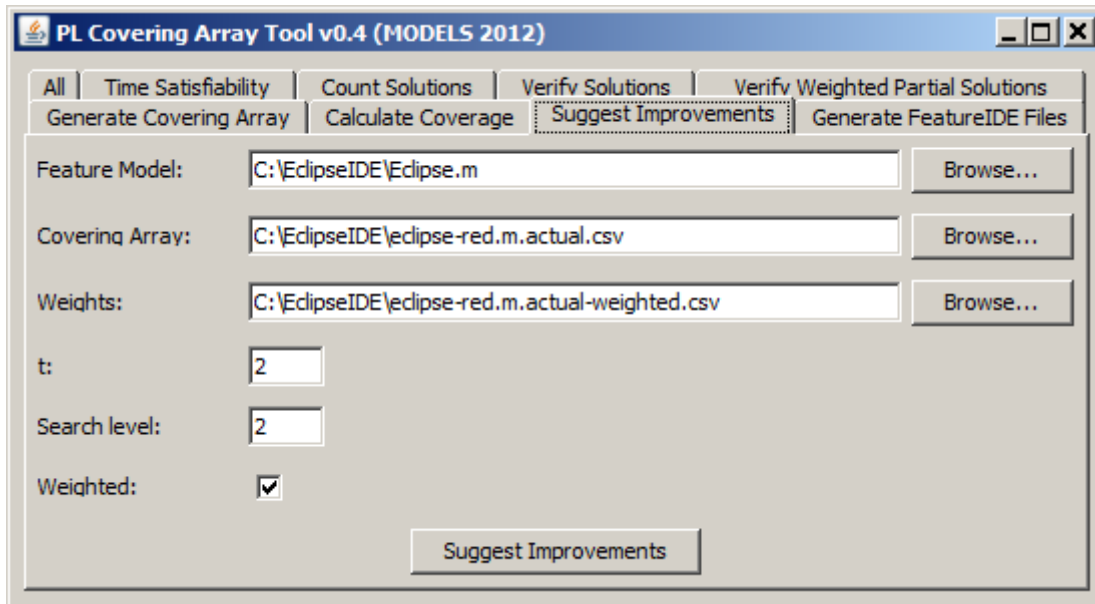 PL Covering Array Tool v0.4 (MODELS 2012)
All Time Satisfiability Count Solutions Verify Solutions Verify Weighted Partial Solutions
Generate Covering Array Calculate Coverage Suggest Improvements Generate FeatureIDE Files
Feature Model: C:\EclipseIDE\Eclipse.m Browse...
Covering Array: C:\EclipseIDE\eclipse-red.m.actual.csv Browse...
Weights: C:\EclipseIDE\eclipse-red.m.actual-weighted.csv Browse...
t: 2
Search level: 2
Weighted:
Suggest Improvements